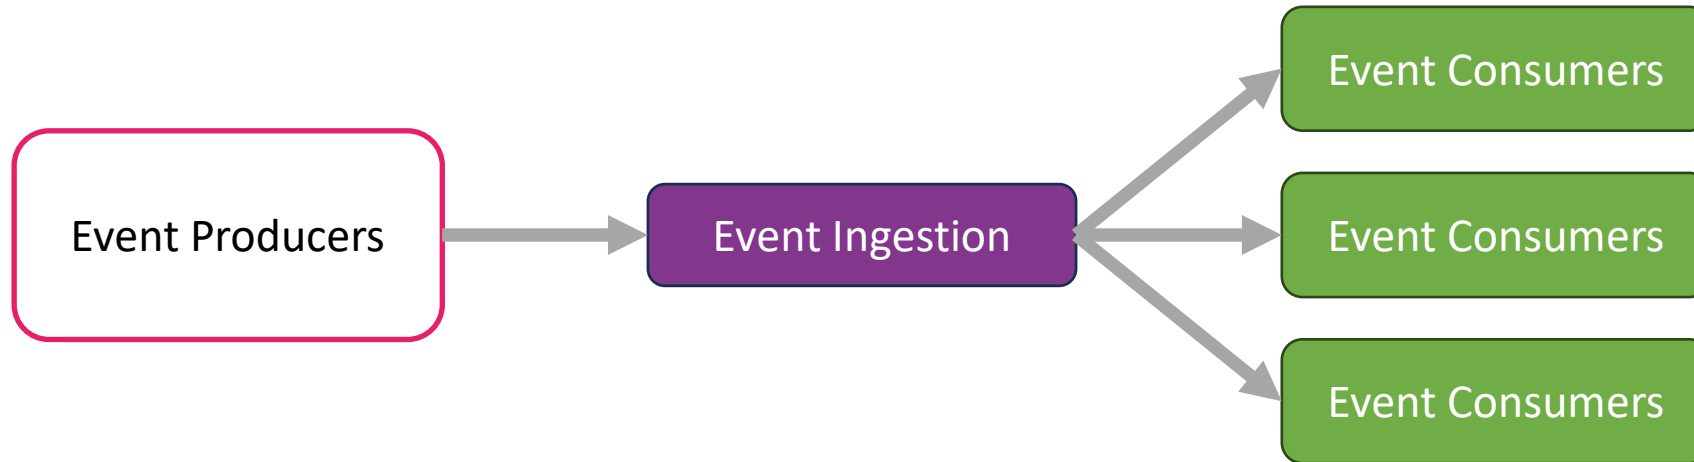 Event Producers
Event Ingestion
Event Consumers
Event Consumers
Event Consumers